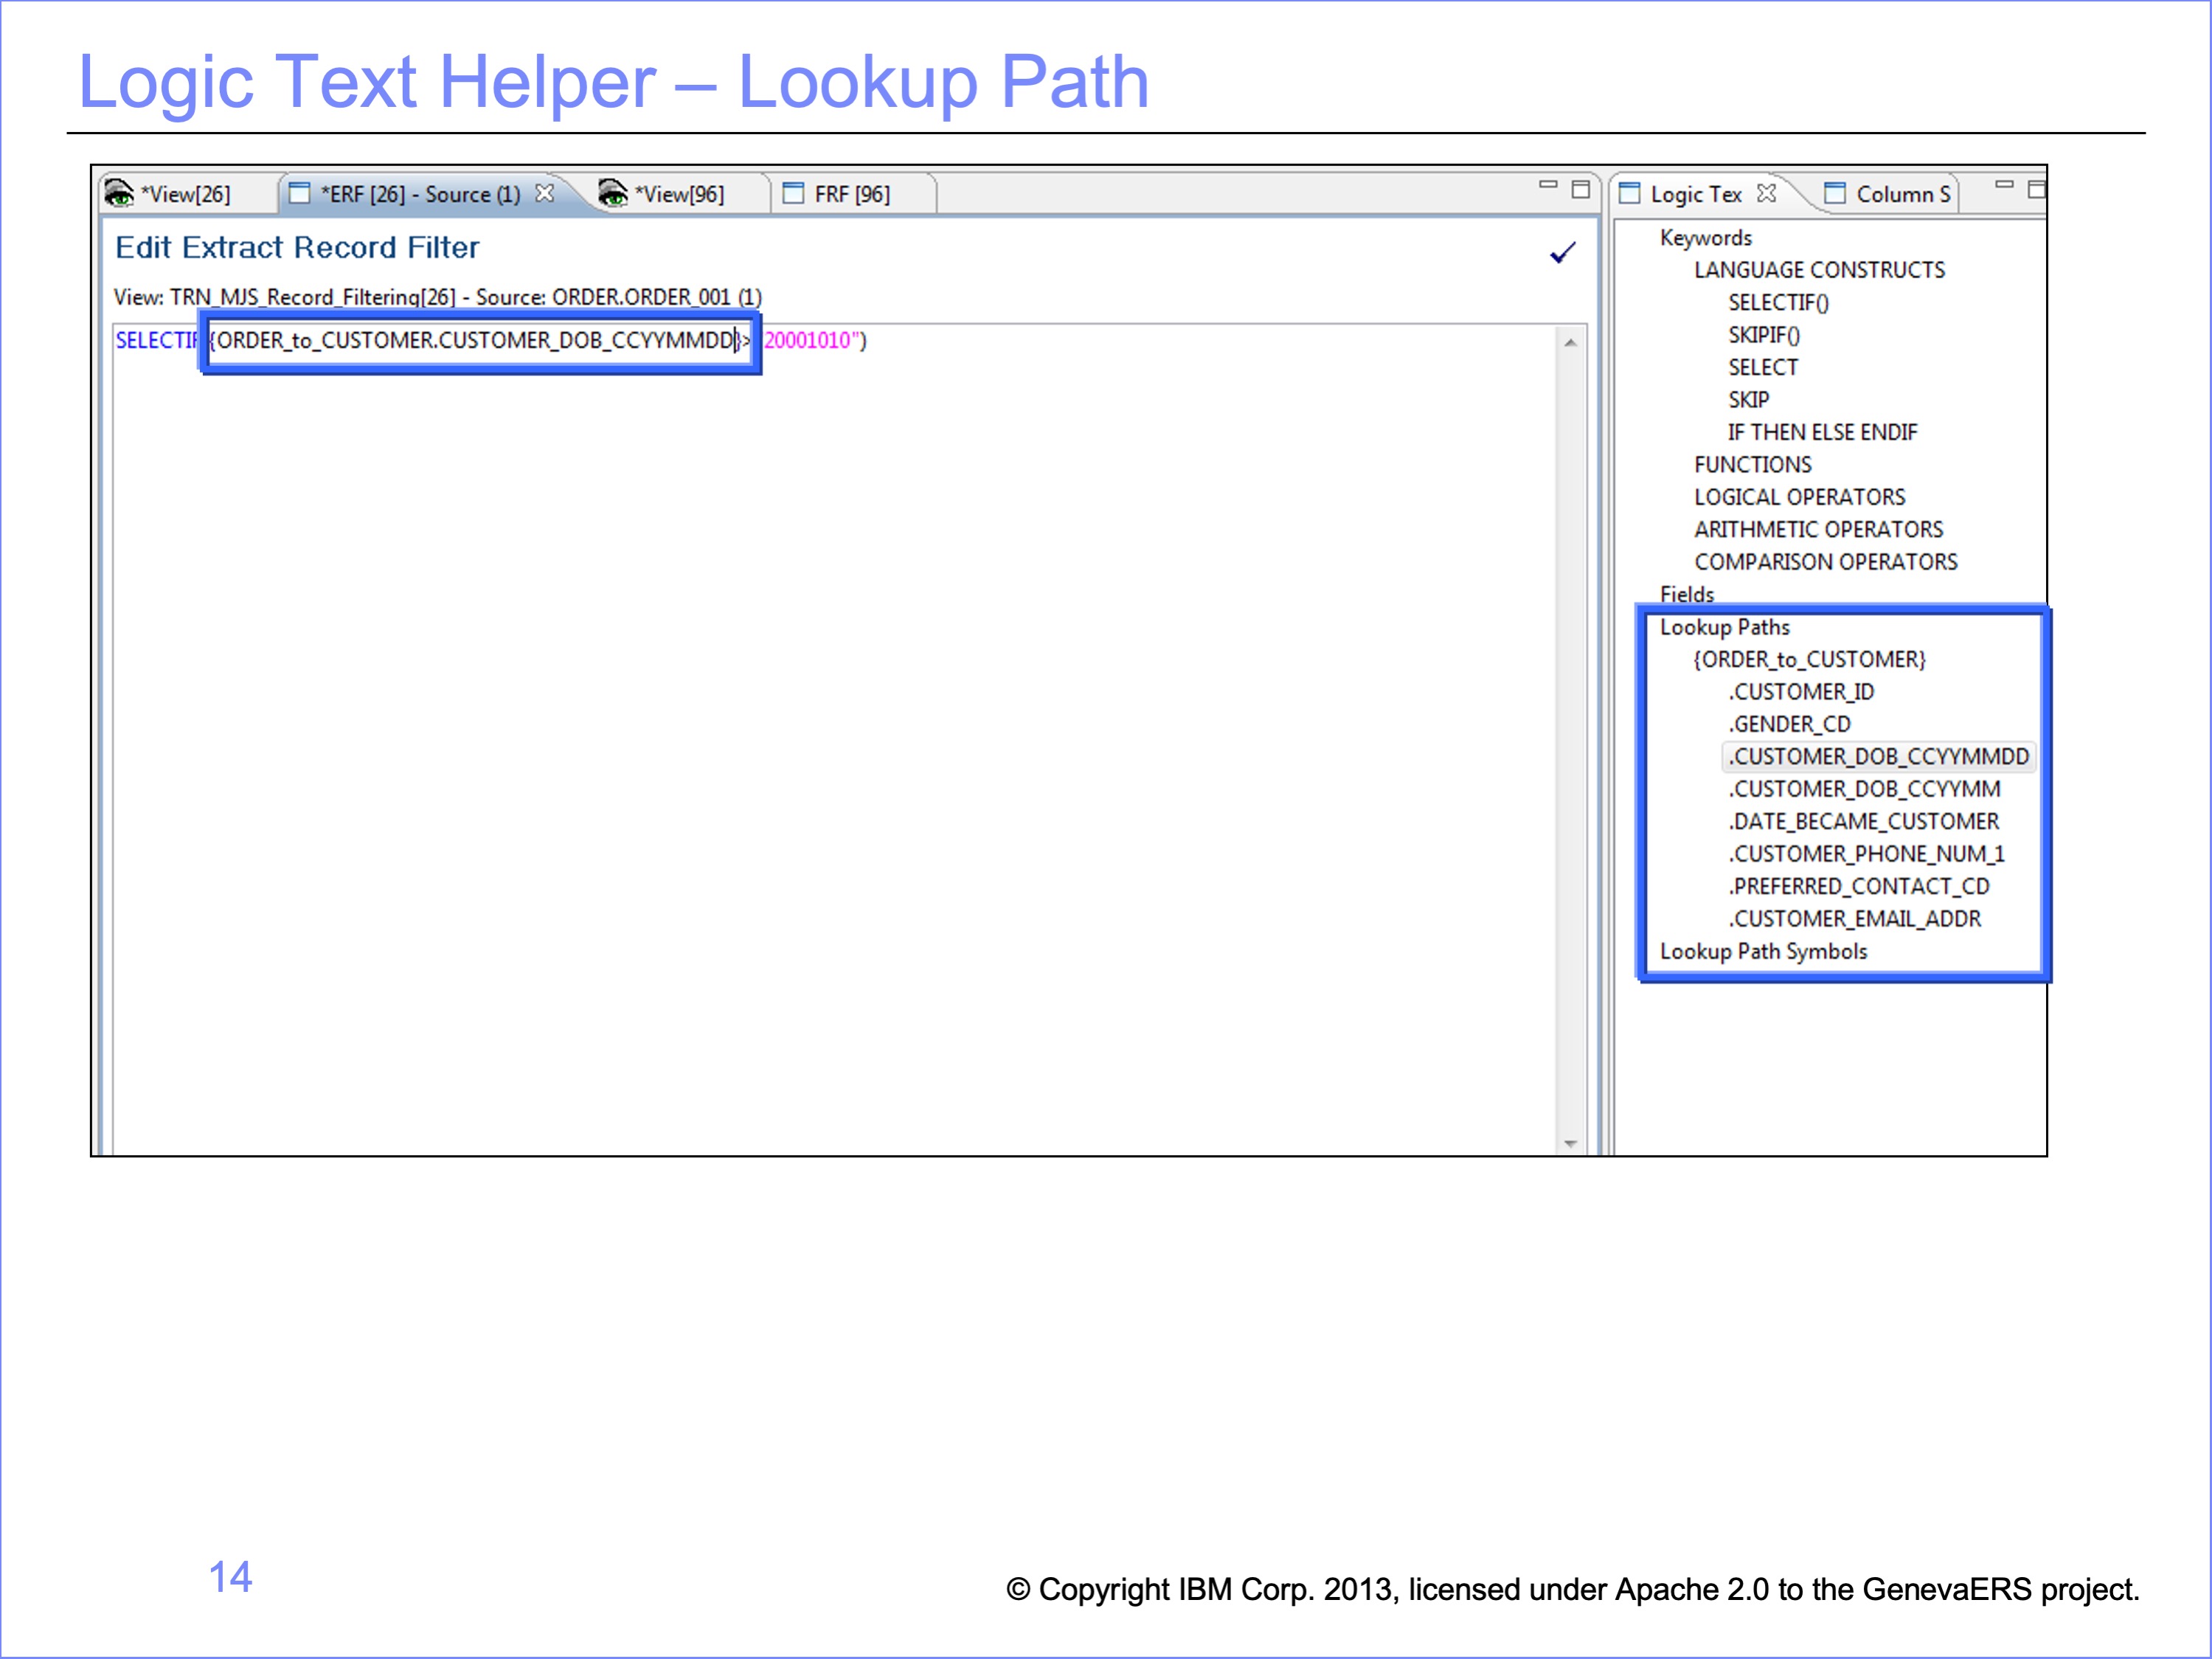 Logic Text Helper – Lookup Path
*View[26] *ERF [26] - Source (1) *View[96] FRF [96]
Edit Extract Record Filter
View: TRN_MJS_Record_Filtering[26] - Source: ORDER.ORDER_001 (1)
SELECTIF {ORDER_to_CUSTOMER.CUSTOMER_DOB_CCYYMMDD}> 20001010")
Logic Tex Column S
Keywords
LANGUAGE CONSTRUCTS
SELECTIF()
SKIPIF()
SELECT
SKIP
IF THEN ELSE ENDIF
FUNCTIONS
LOGICAL OPERATORS
ARITHMETIC OPERATORS
COMPARISON OPERATORS
Fields
Lookup Paths
{ORDER_to_CUSTOMER}
.CUSTOMER_ID
.GENDER_CD
.CUSTOMER_DOB_CCYYMMDD
.CUSTOMER_DOB_CCYYMM
.DATE_BECAME_CUSTOMER
.CUSTOMER_PHONE_NUM_1
.PREFERRED_CONTACT_CD
.CUSTOMER_EMAIL_ADDR
Lookup Path Symbols
14
© Copyright IBM Corp. 2013, licensed under Apache 2.0 to the GenevaERS project.